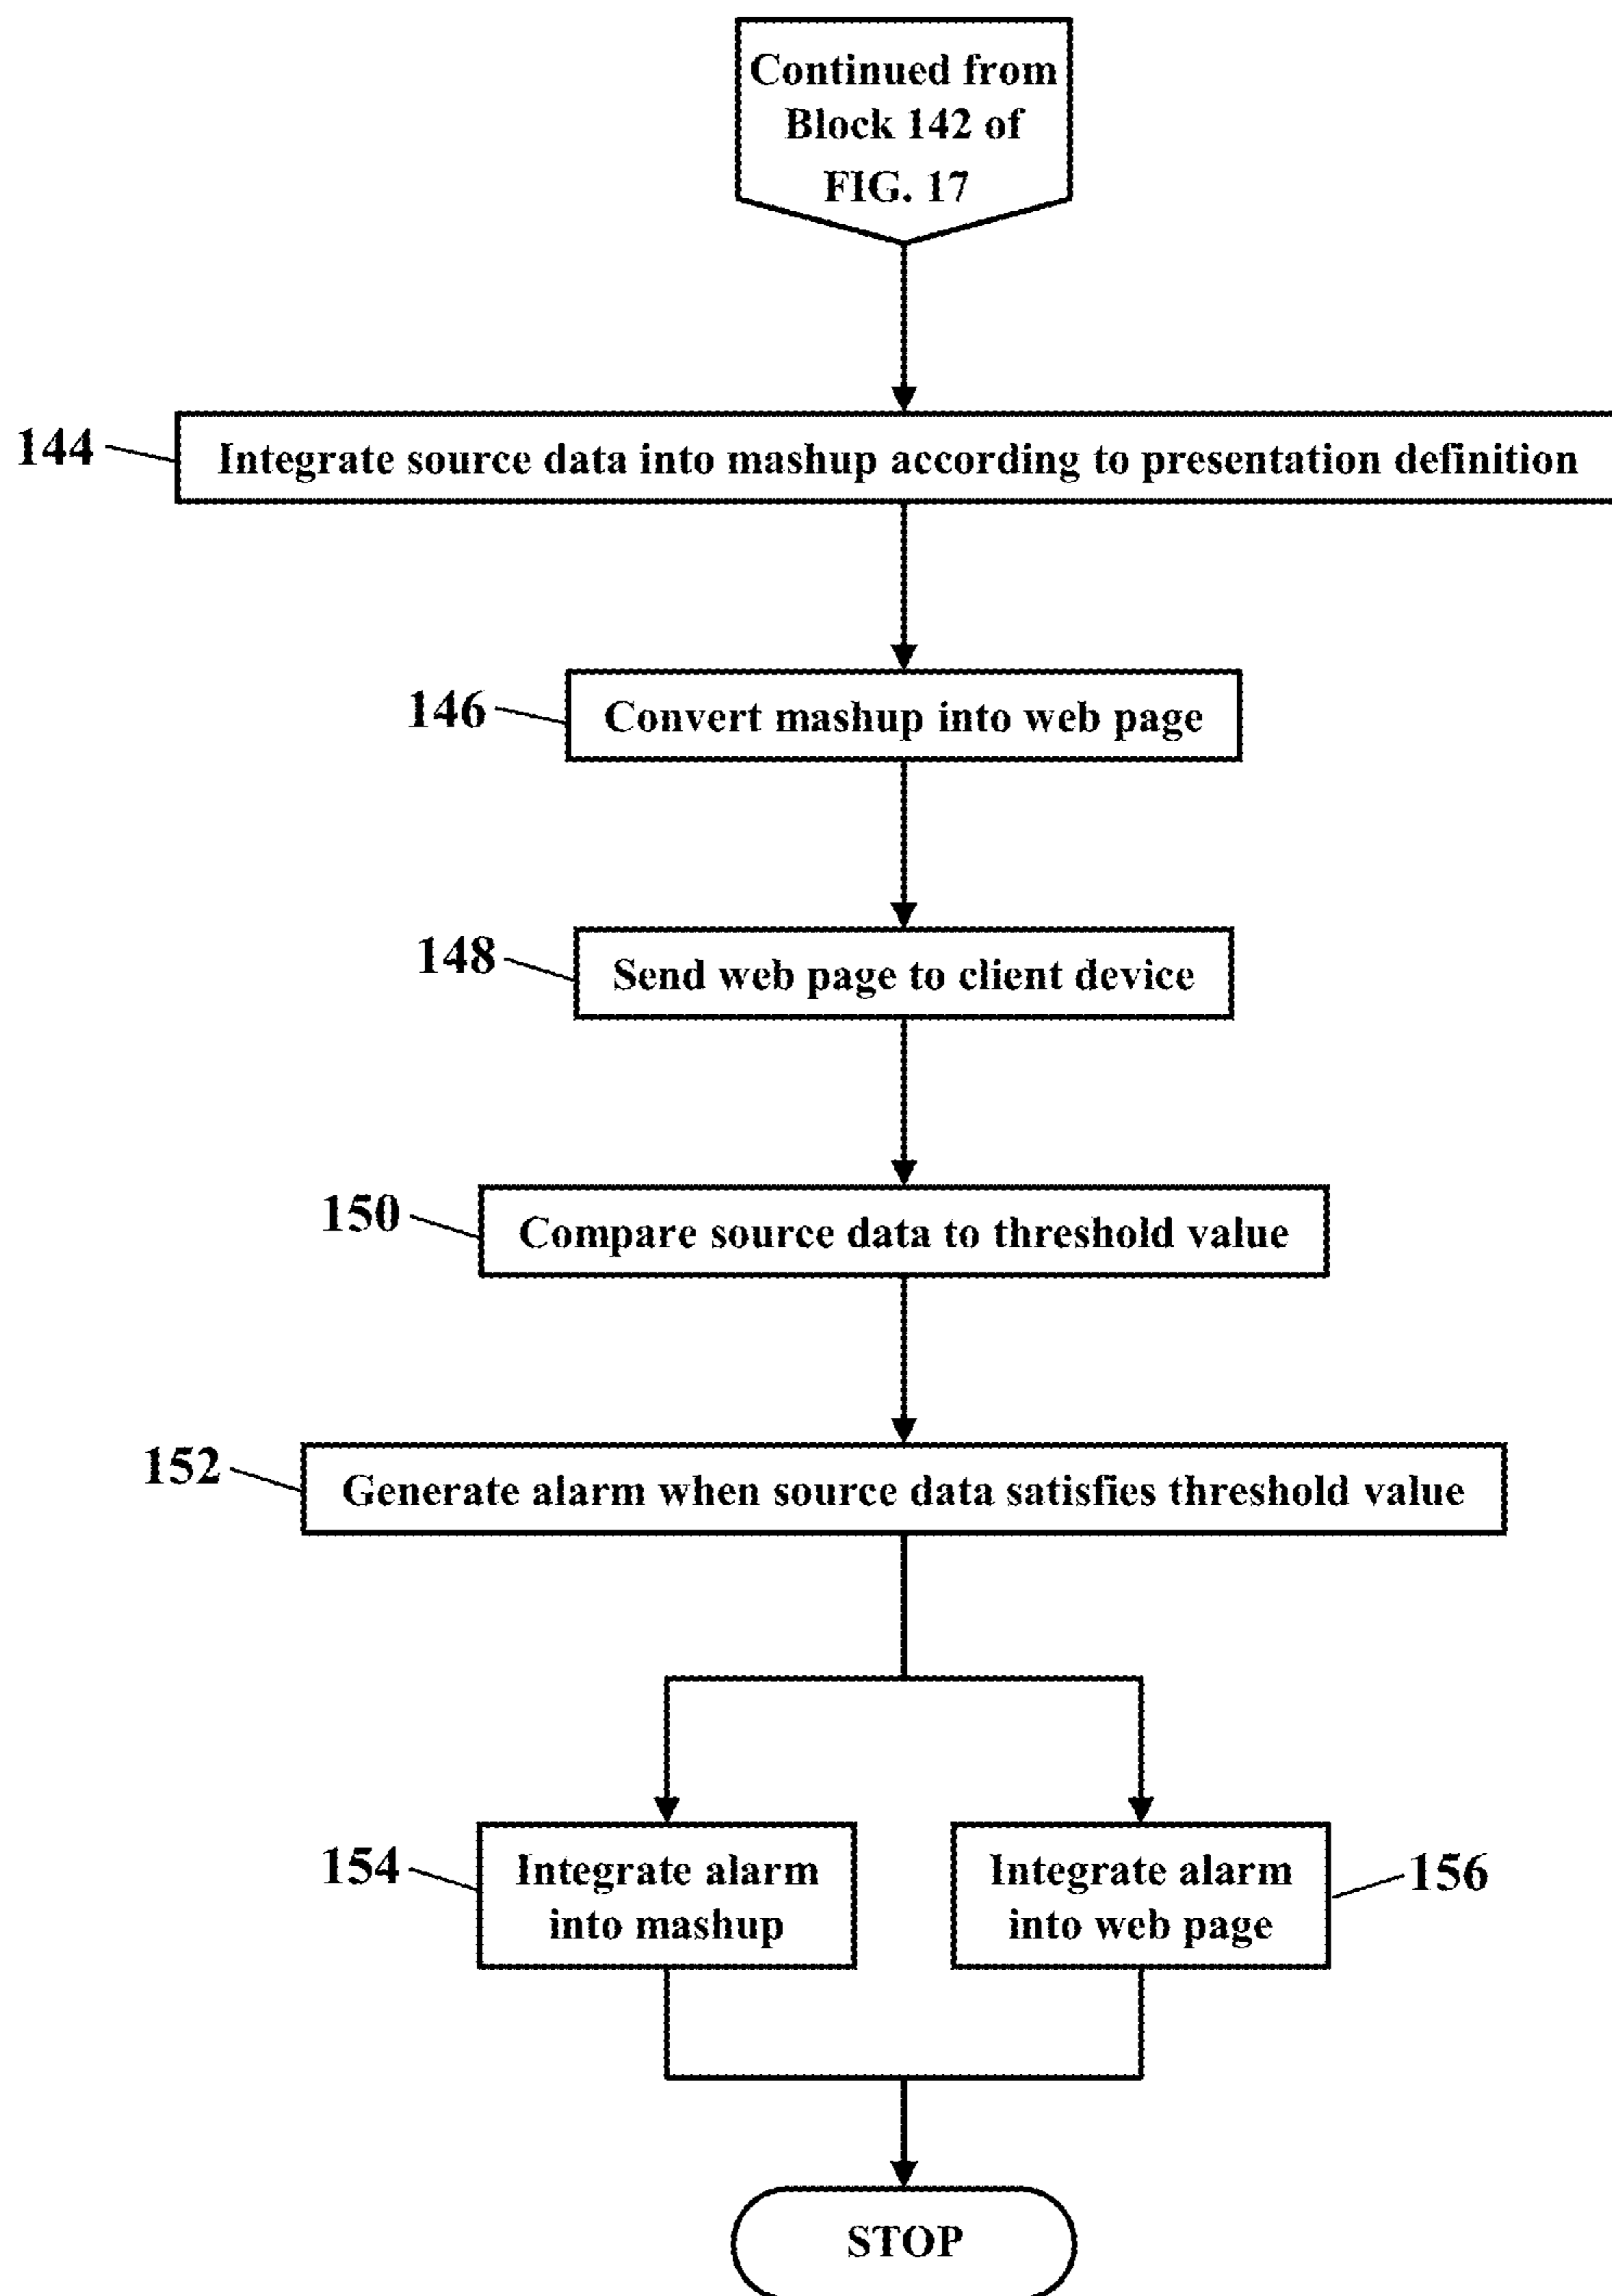 Continued from
Block 142 of
FIG. 17
144
Integrate source data into mashup according to presentation definition
146
Convert mashup into web page
148
Send web page to client device
150
Compare source data to threshold value
152
Generate alarm when source data satisfies threshold value
154
Integrate alarm
into mashup
Integrate alarm
into web page
156
STOP